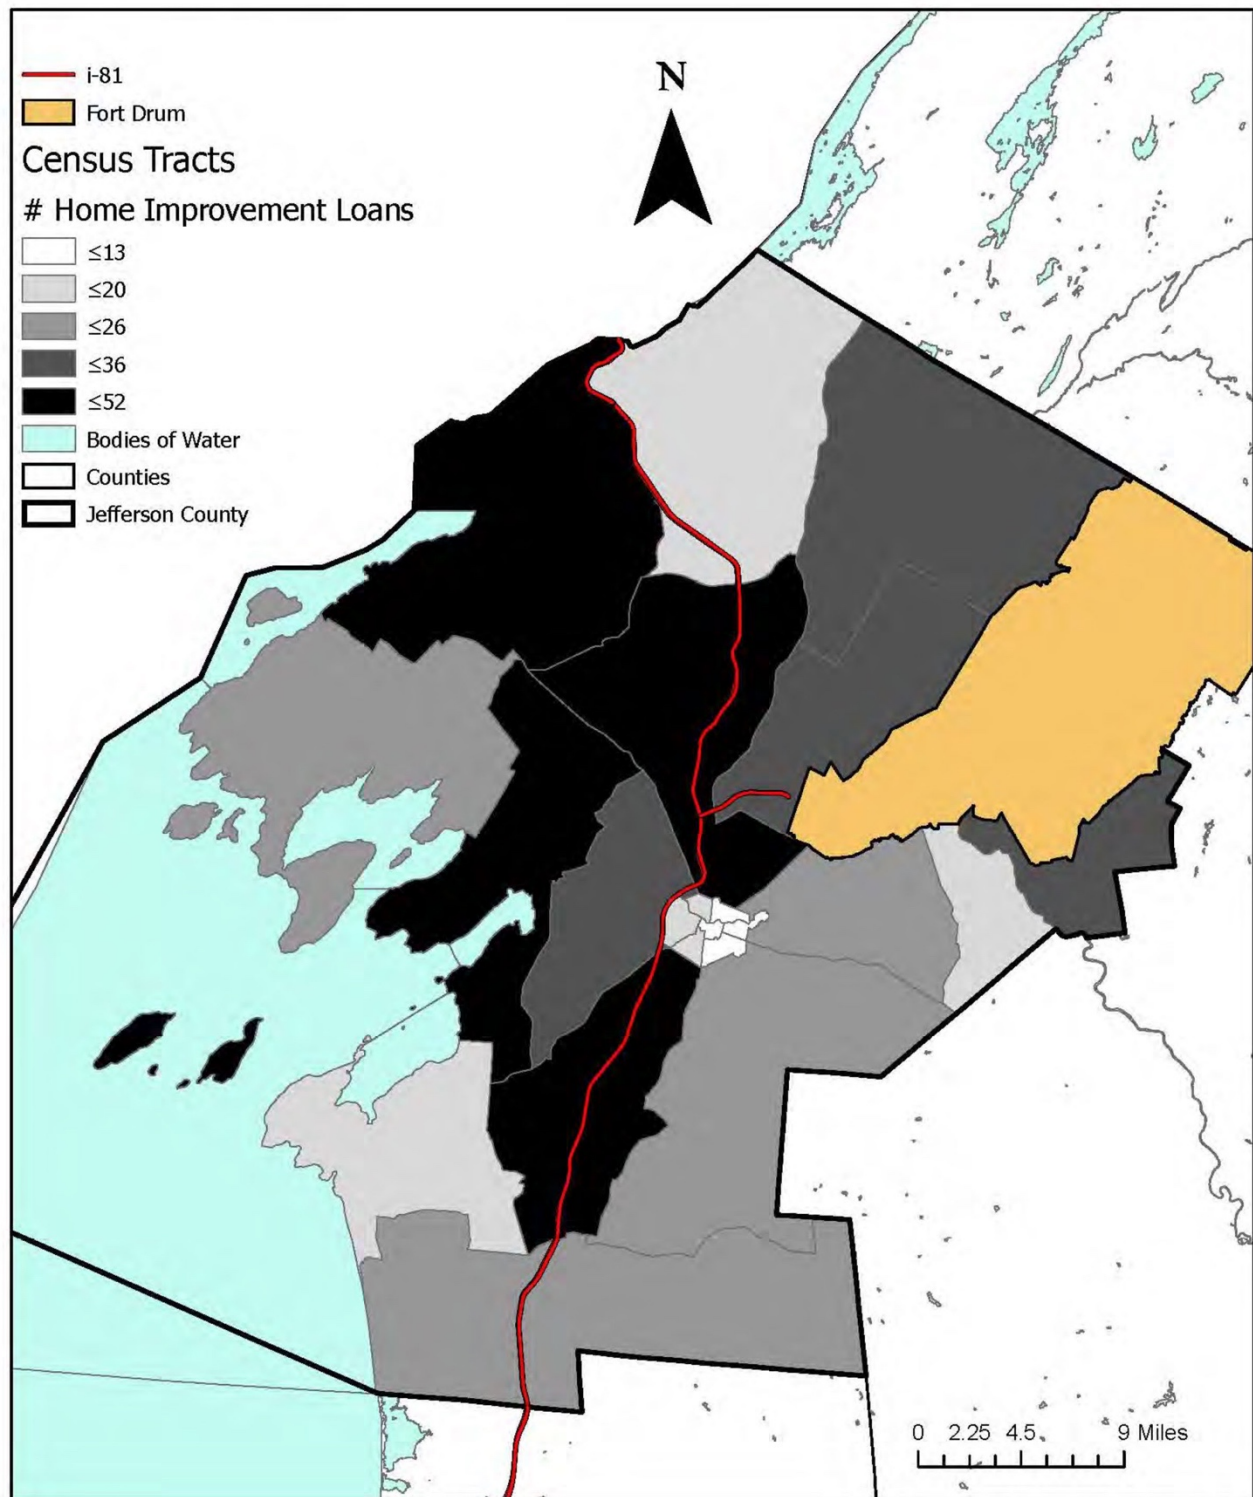 N
i-81
Fort Drum
Census Tracts
# Home Improvement Loans
≤13
≤20
≤26
≤36
≤52
Bodies of Water
Counties
Jefferson County
0 2.25 4.5 9 Miles